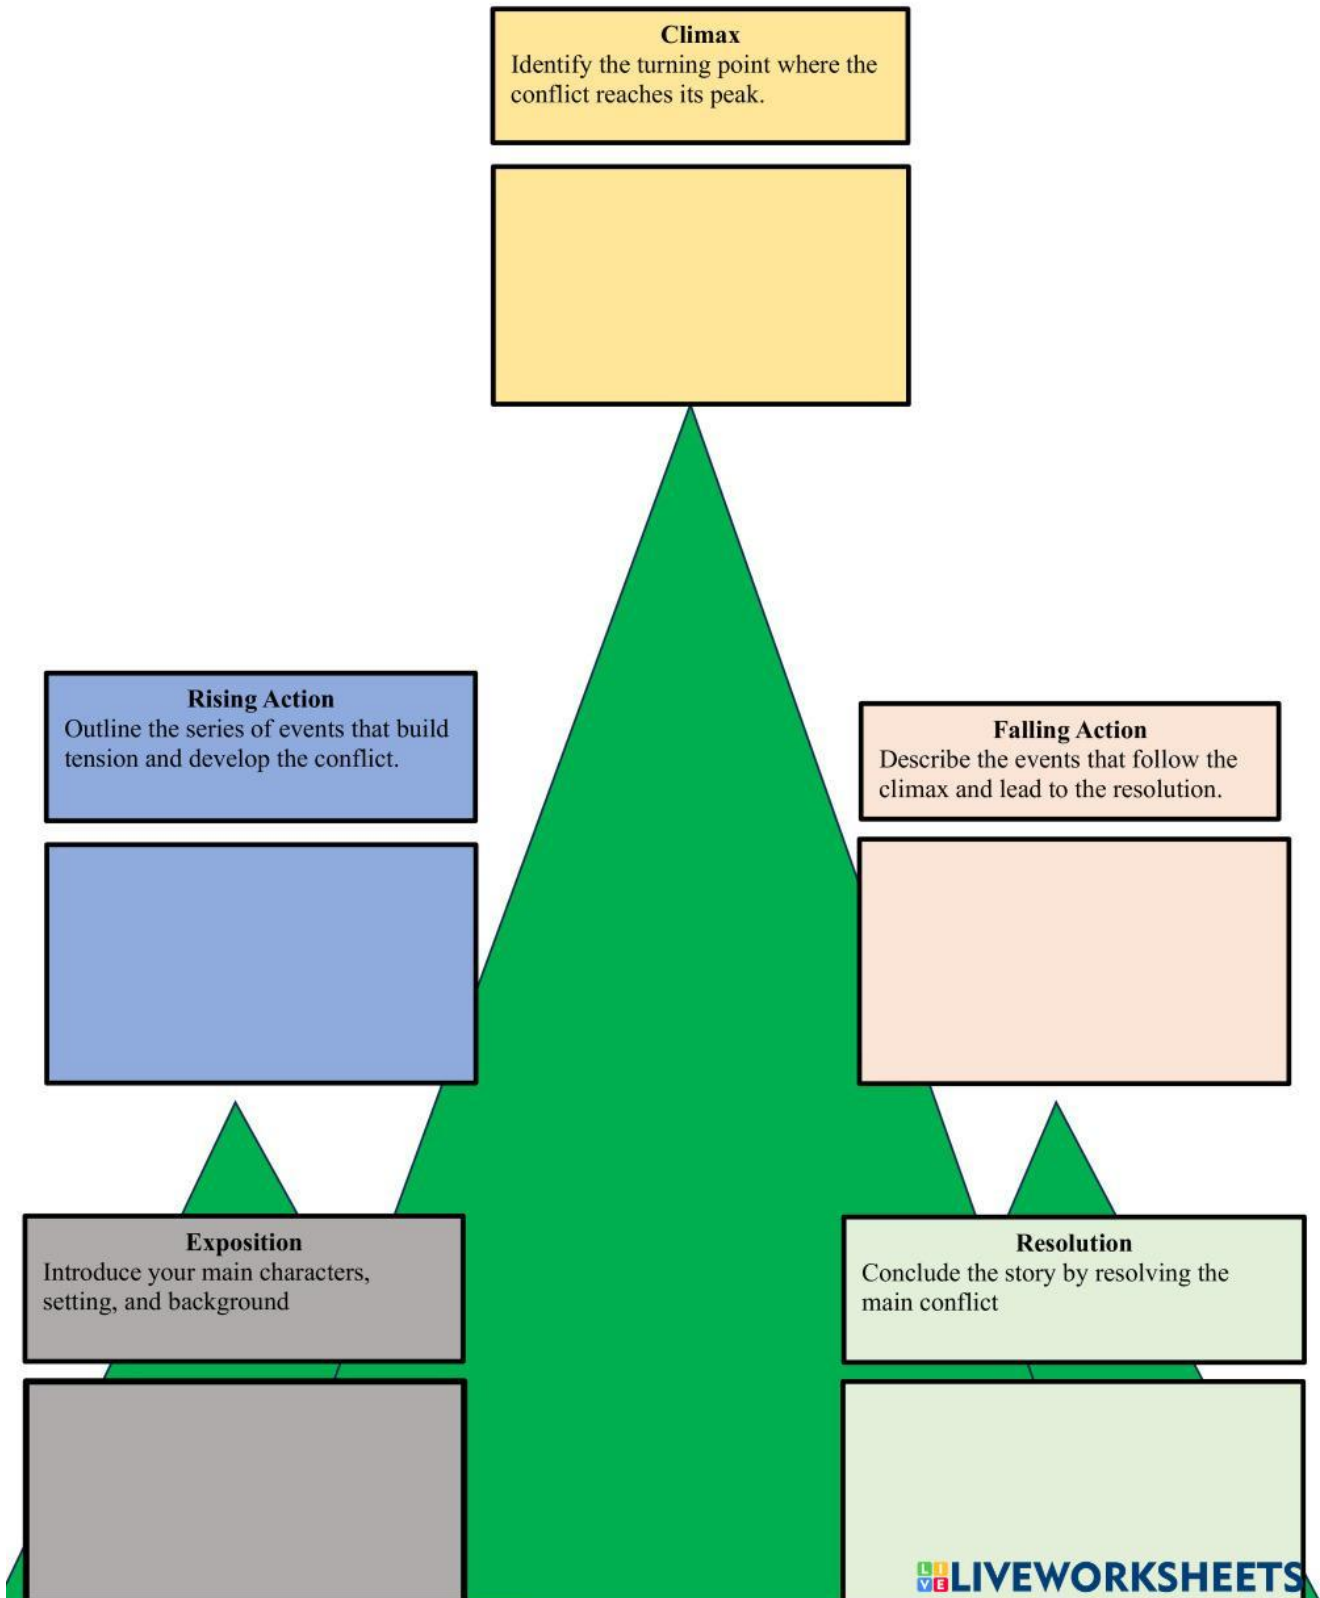 Climax
Identify the turning point where the
conflict reaches its peak.
Rising Action
Outline the series of events that build
tension and develop the conflict.
Falling Action
Describe the events that follow the
climax and lead to the resolution.
Exposition
Introduce your main characters,
setting, and background
Resolution
Conclude the story by resolving the
main conflict
LIVE LIVEWORKSHEETS